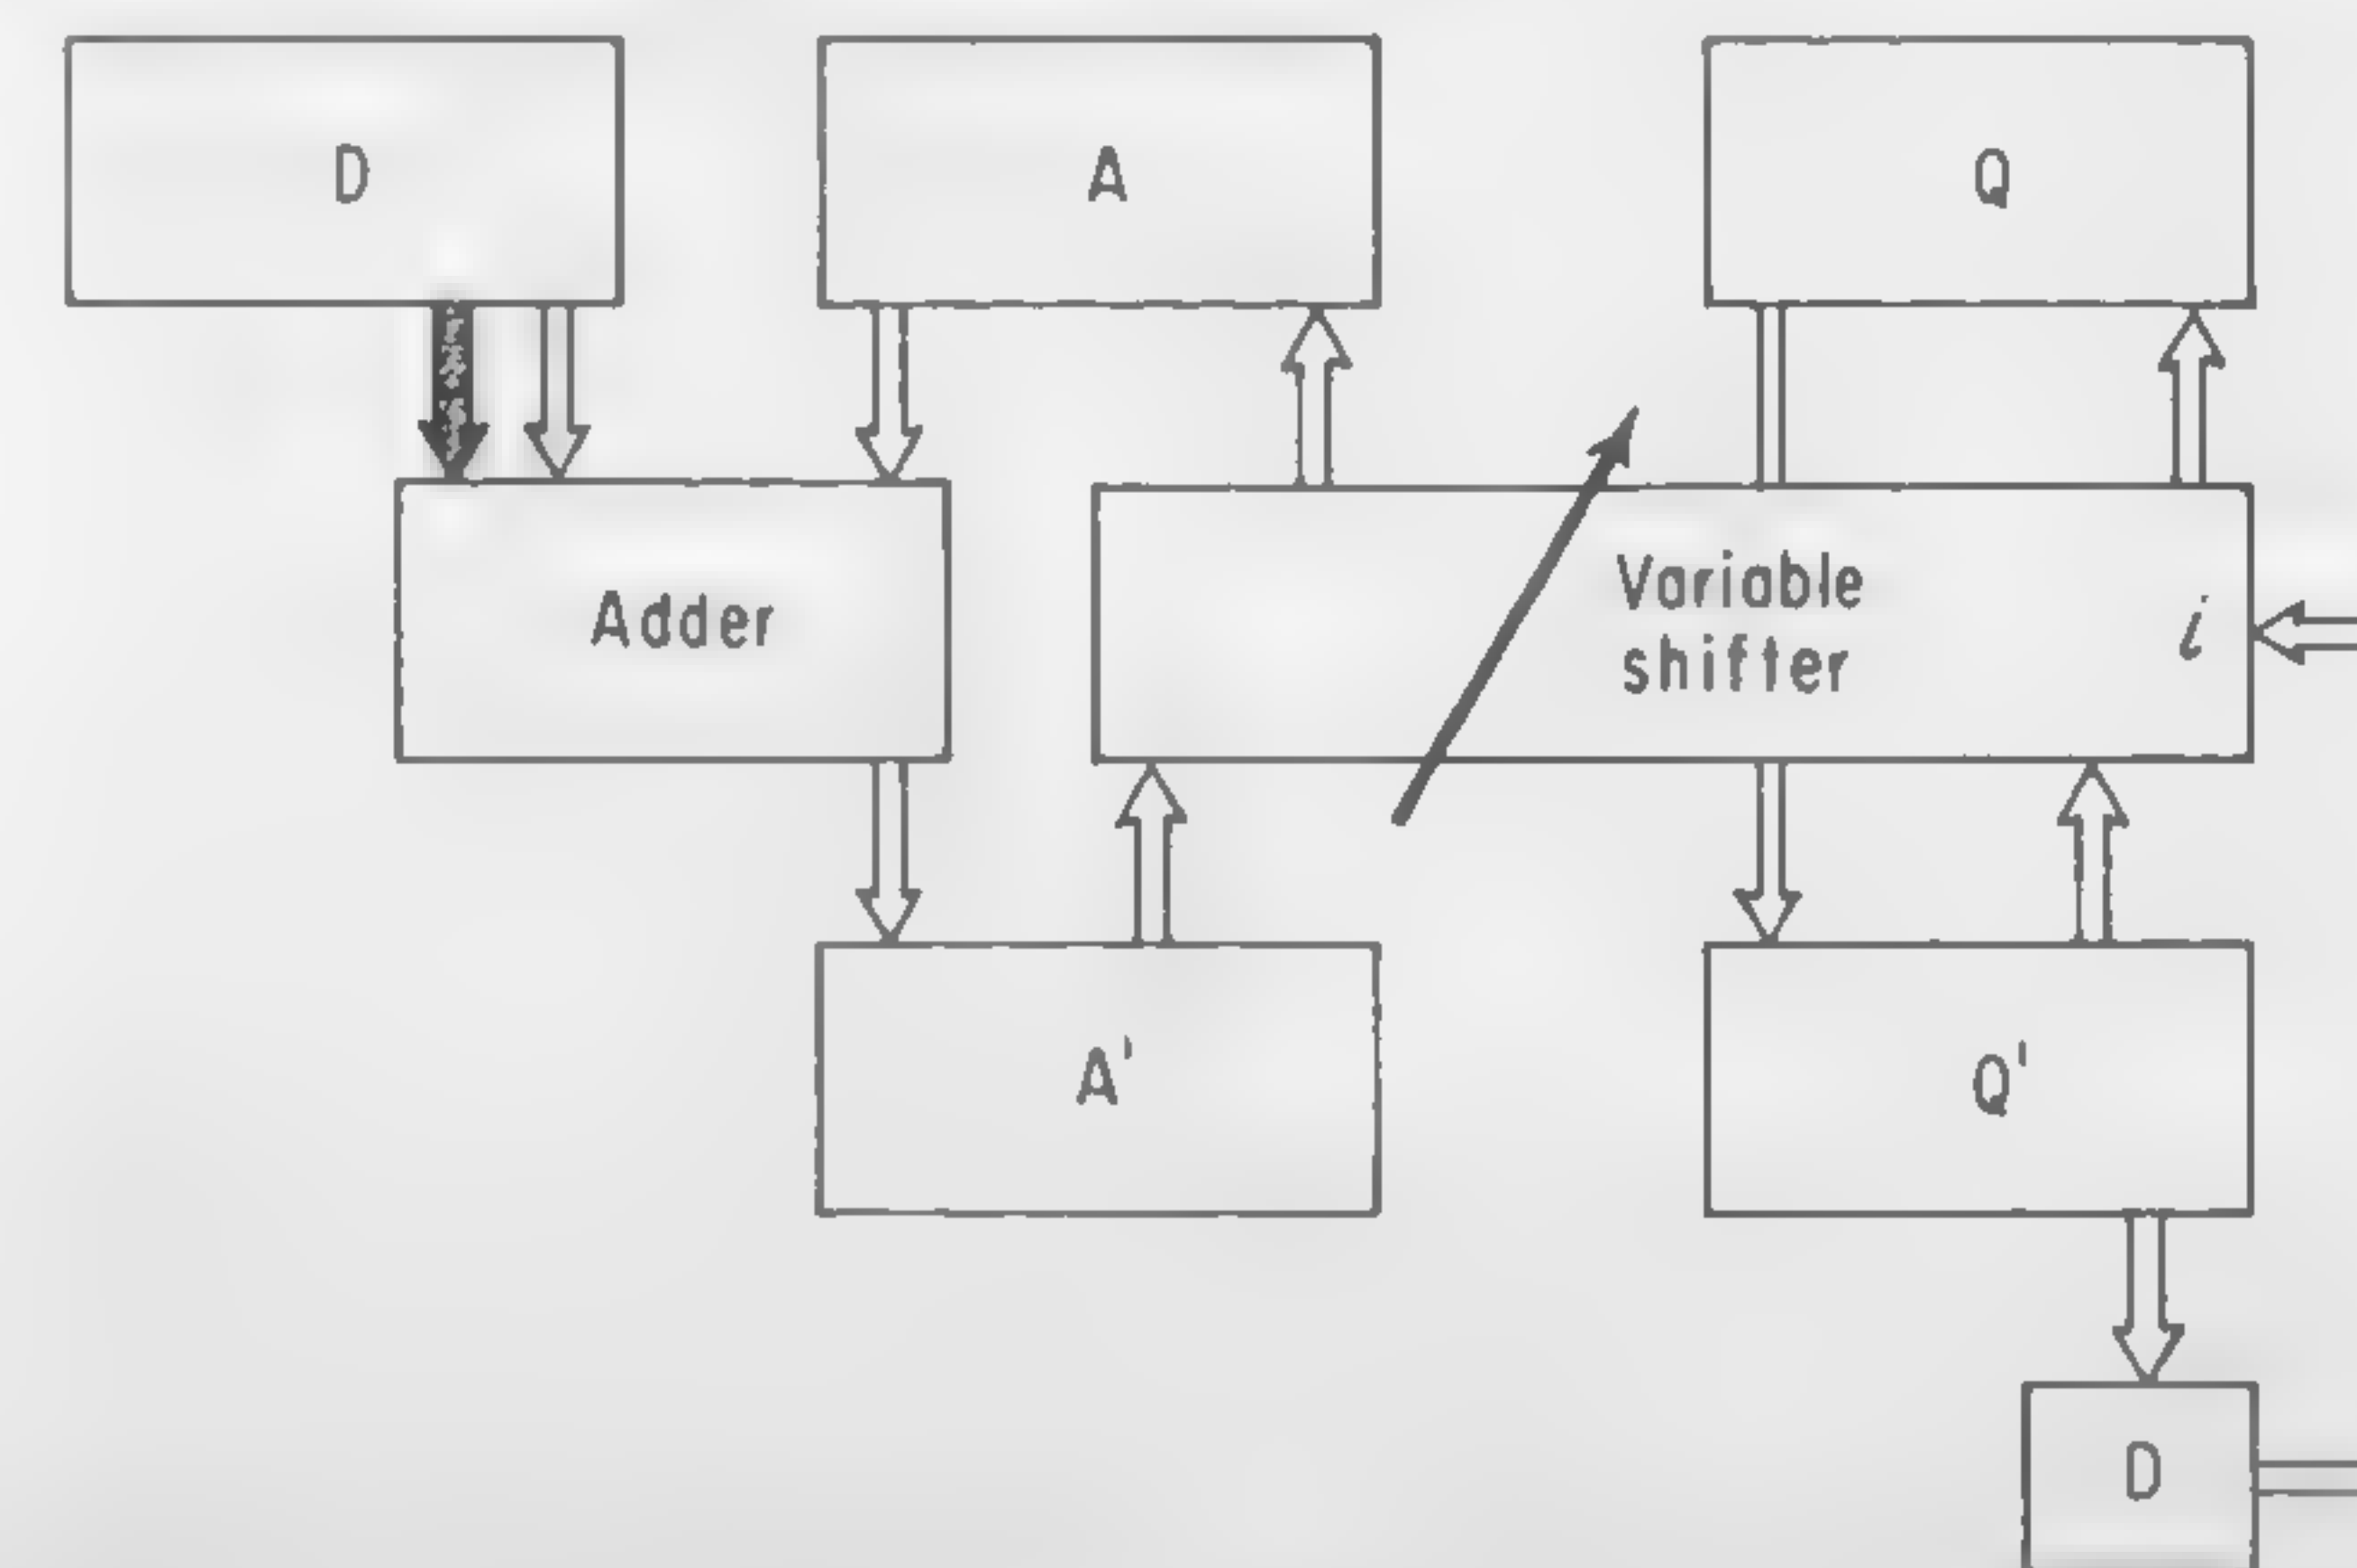 D
A
Q
Adder
Variable
shifter
i
A'
Q'
D